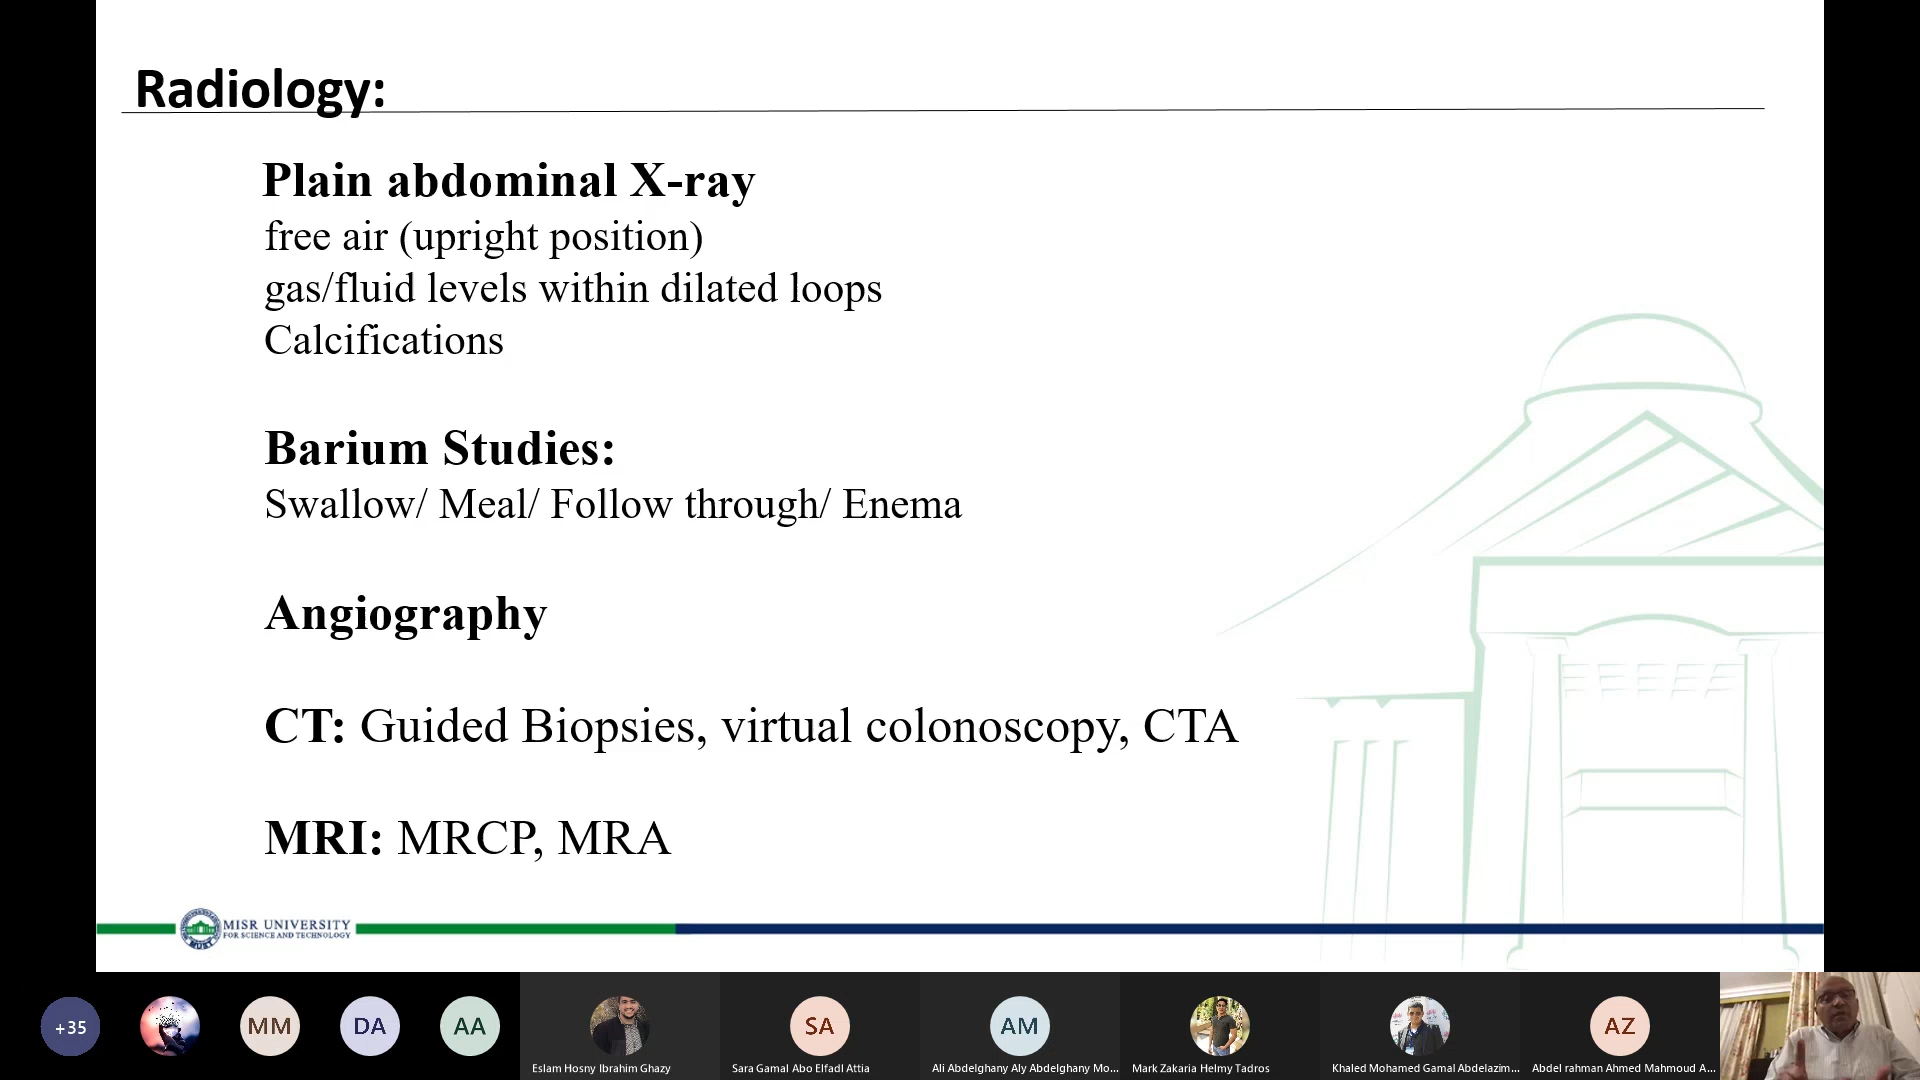 Radiology:
Plain abdominal X-ray
free air (upright position)
gas/fluid levels within dilated loops
Calcifications
Barium Studies:
Swallow/ Meal/ Follow through/ Enema
Angiography
CT: Guided Biopsies, virtual colonoscopy, CTA
MRI: MRCP, MRA
MISR UNIVERSITY
FOR SCIENCE AND TECHNOLOGY
MUST
+35
MM
DA
AA
SA
AM
AZ
Eslam Hosny Ibrahim Ghazy
Sara Gamal Abo Elfadl Attia
Ali Abdelghany Aly Abdelghany Mo...
Mark Zakaria Helmy Tadros
Khaled Mohamed Gamal Abdelazim...
Abdel rahman Ahmed Mahmoud A...